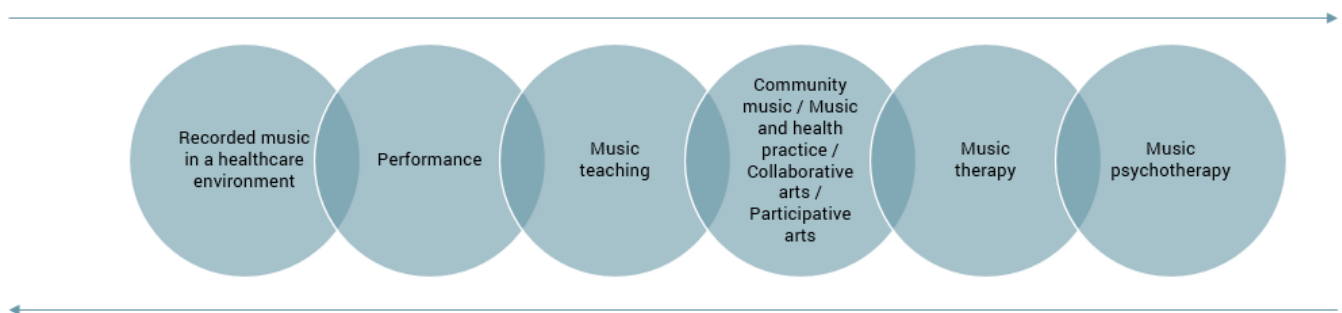 Recorded music
in a healthcare
environment
Performance
Music
teaching
Community
music / Music
and health
practice /
Collaborative
arts /
Participative
arts
Music
therapy
Music
psychotherapy